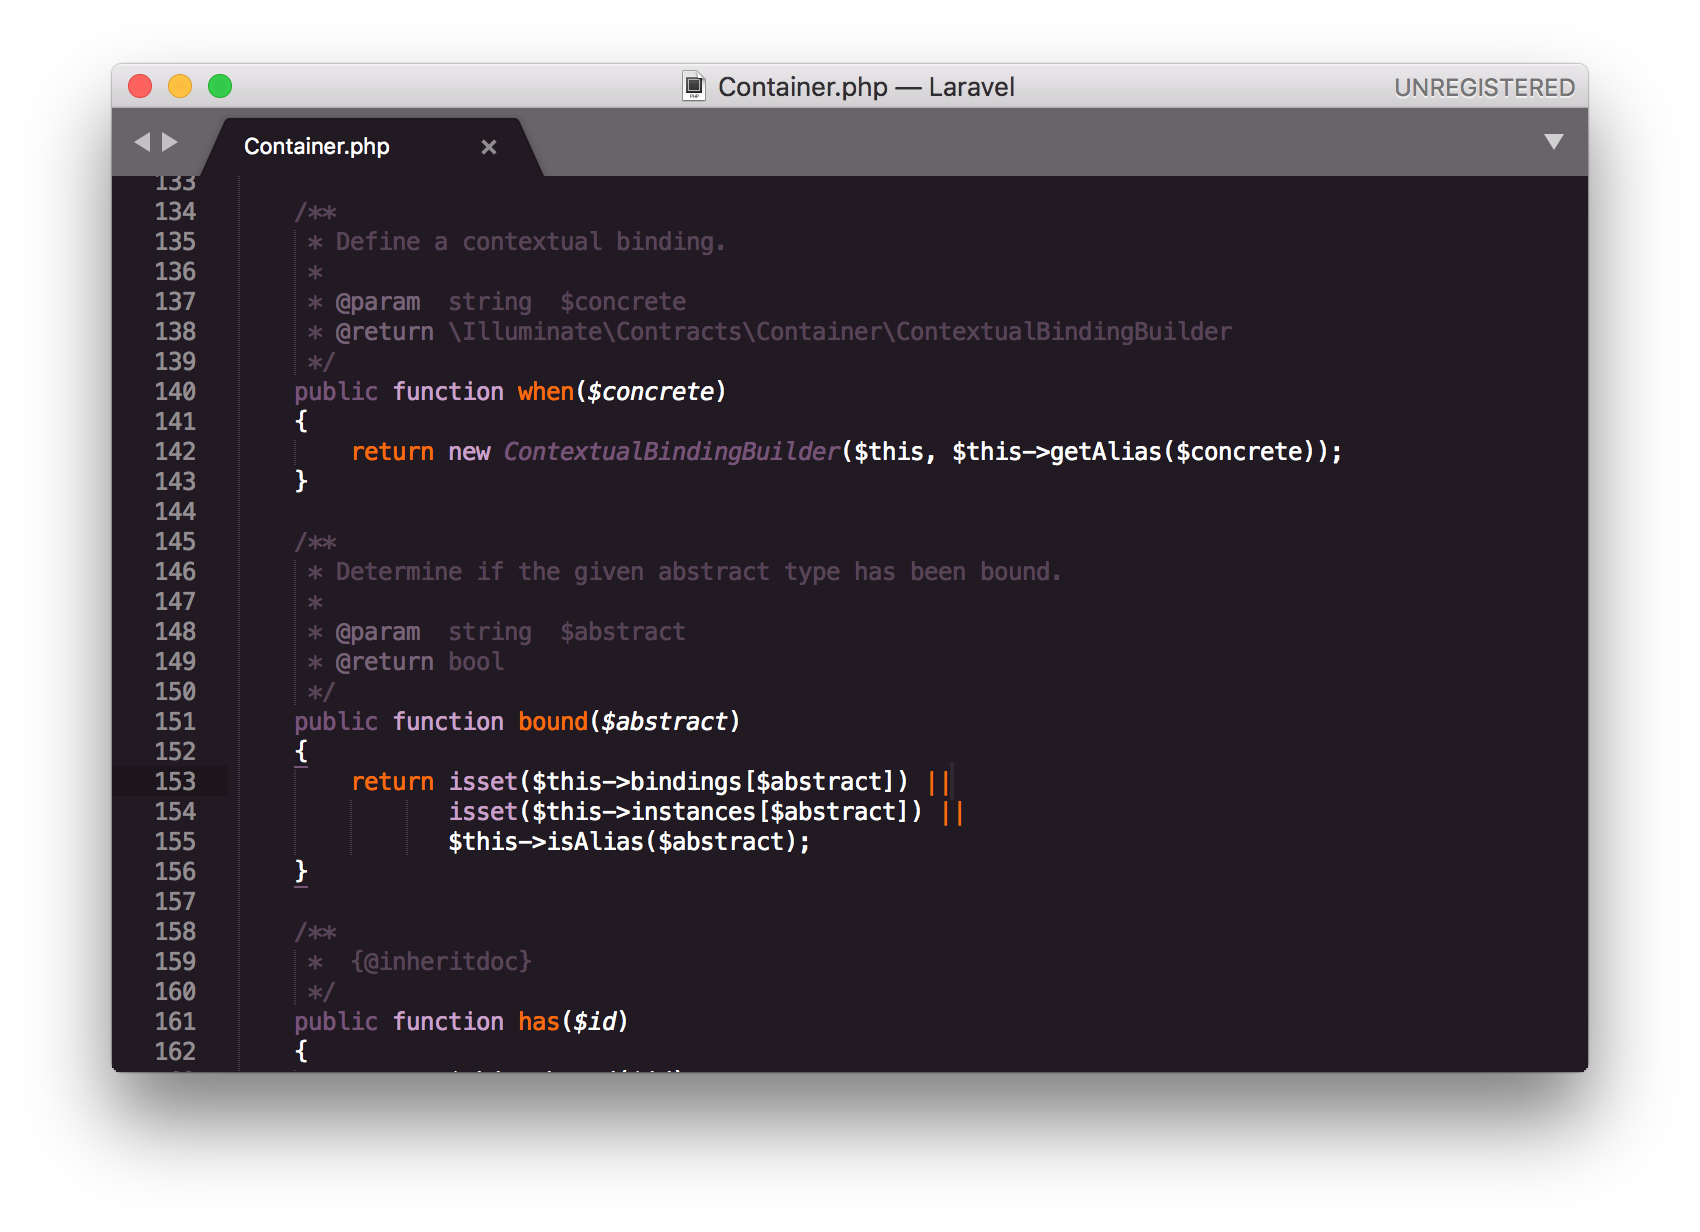 Container.php — Laravel
UNREGISTERED
Container.php
133
134 /**
135 * Define a contextual binding.
136 *
137 * @param  string  $concrete
138 * @return \Illuminate\Contracts\Container\ContextualBindingBuilder
139 */
140 public function when($concrete)
141 {
142 return new ContextualBindingBuilder($this, $this->getAlias($concrete));
143 }
144
145 /**
146 * Determine if the given abstract type has been bound.
147 *
148 * @param  string  $abstract
149 * @return bool
150 */
151 public function bound($abstract)
152 {
153 return isset($this->bindings[$abstract]) ||
154 isset($this->instances[$abstract]) ||
155 $this->isAlias($abstract);
156 }
157
158 /**
159 *  {@inheritdoc}
160 */
161 public function has($id)
162 {